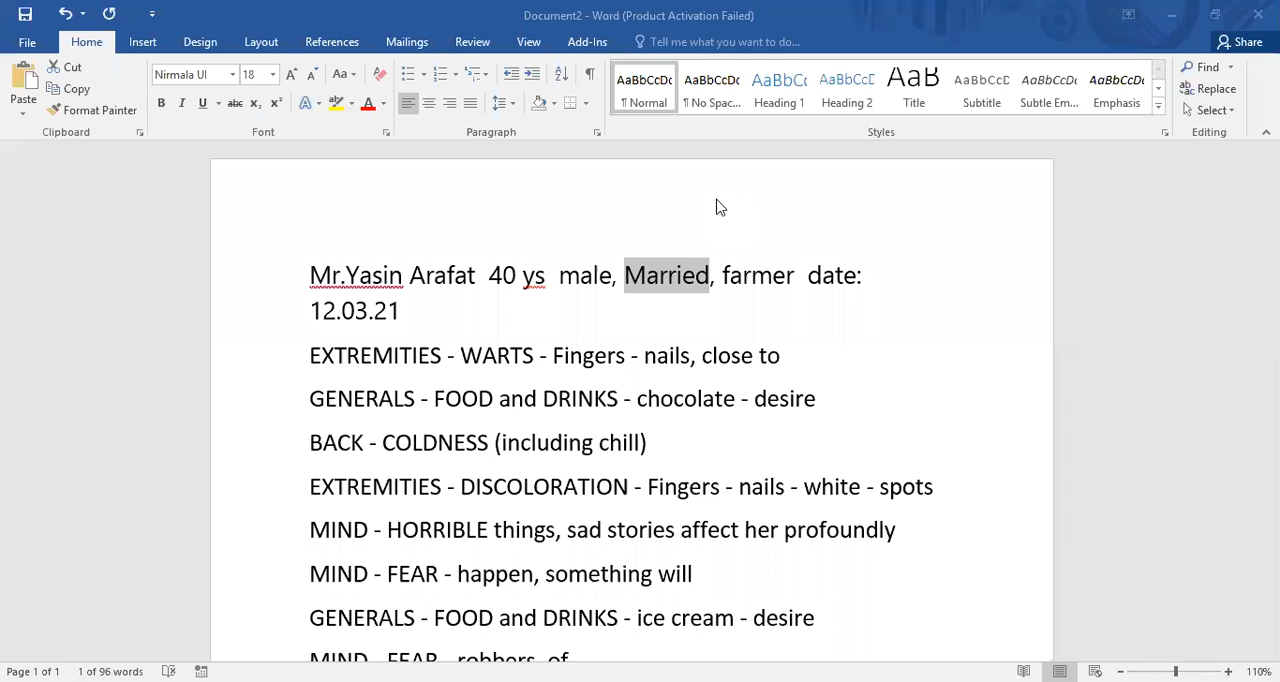 Document2 - Word (Product Activation Failed)
File Home Insert Design Layout References Mailings Review View Add-Ins Tell me what you want to do... Share
Paste Cut Copy Format Painter
Nirmala UI 18
AaBbCcDc AaBbCcDc AaBbCc AaBbCcE AaB AaBbCcD AaBbCcDc AaBbCcDc
¶ Normal ¶ No Spac... Heading 1 Heading 2 Title Subtitle Subtle Em... Emphasis
Find Replace Select
Clipboard Font Paragraph Styles Editing
Mr.Yasin Arafat 40 ys male, Married, farmer date:
12.03.21
EXTREMITIES - WARTS - Fingers - nails, close to
GENERALS - FOOD and DRINKS - chocolate - desire
BACK - COLDNESS (including chill)
EXTREMITIES - DISCOLORATION - Fingers - nails - white - spots
MIND - HORRIBLE things, sad stories affect her profoundly
MIND - FEAR - happen, something will
GENERALS - FOOD and DRINKS - ice cream - desire
MIND - FEAR - robbers, of
Page 1 of 1 1 of 96 words 110%